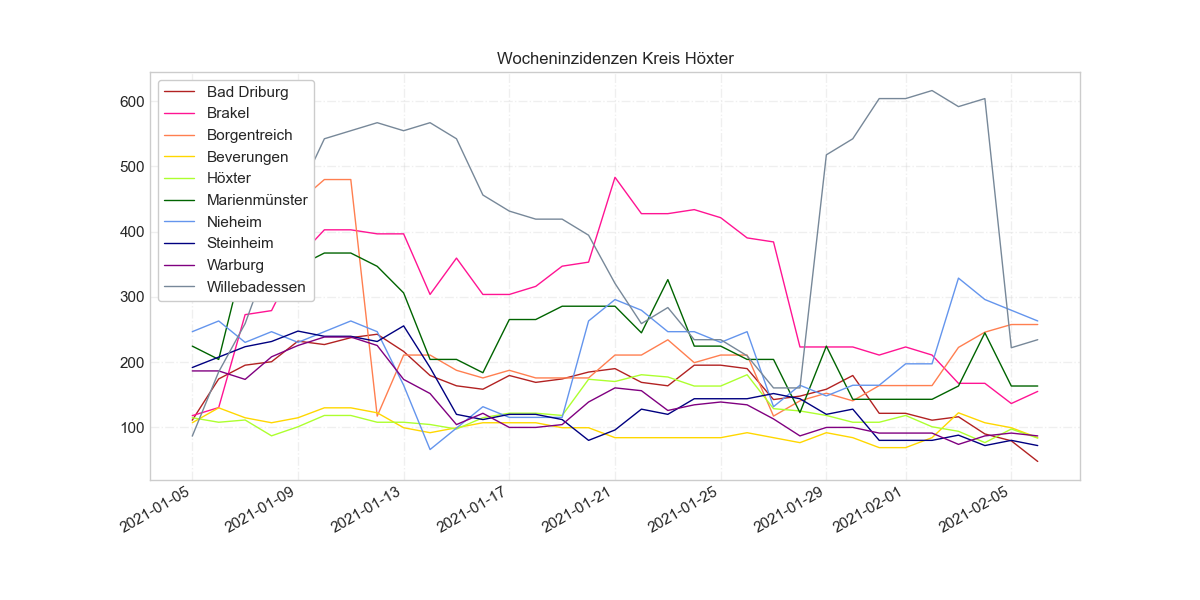 Wocheninzidenzen Kreis Höxter
Bad Driburg
Brakel
Borgentreich
Beverungen
Höxter
Marienmünster
Nieheim
Steinheim
Warburg
Willebadessen
600
500
400
300
200
100
2021-01-05
2021-01-09
2021-01-13
2021-01-17
2021-01-21
2021-01-25
2021-01-29
2021-02-01
2021-02-05